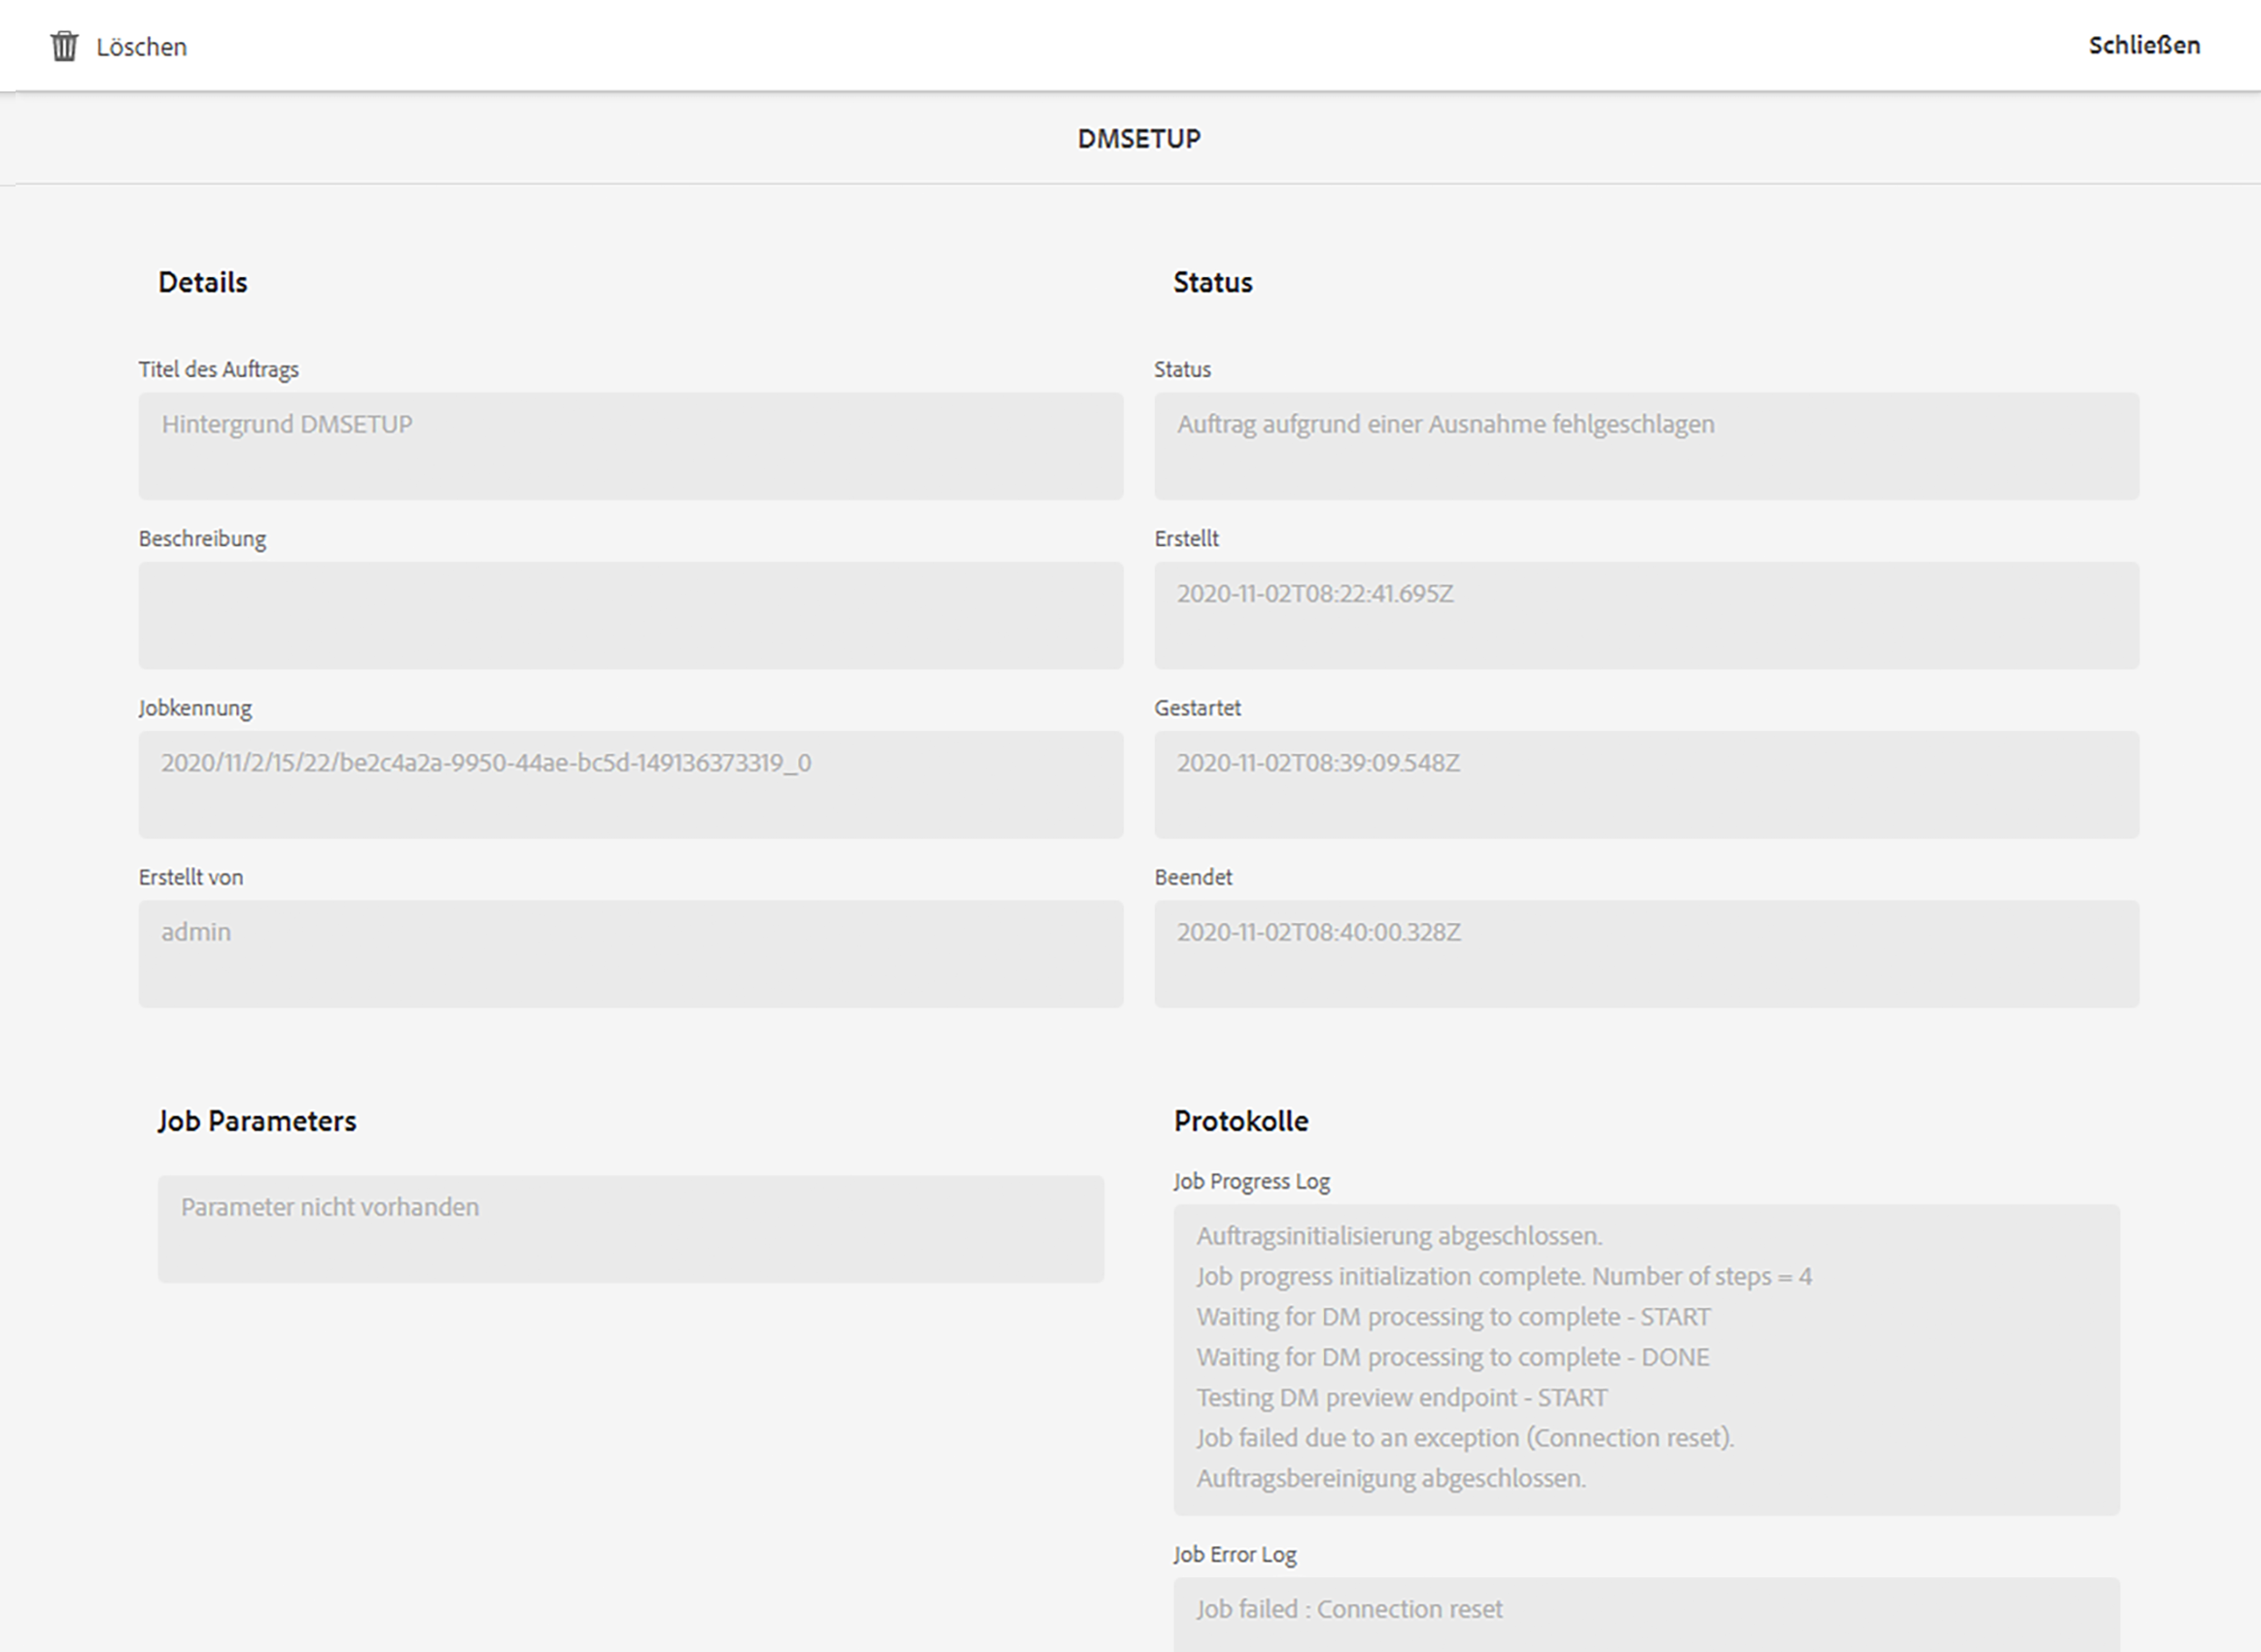 Löschen
Schließen
DMSETUP
Details
Titel des Auftrags
Hintergrund DMSETUP
Beschreibung
Jobkennung
2020/11/2/15/22/be2c4a2a-9950-44ae-bc5d-149136373319_0
Erstellt von
admin
Status
Status
Auftrag aufgrund einer Ausnahme fehlgeschlagen
Erstellt
2020-11-02T08:22:41.695Z
Gestartet
2020-11-02T08:39:09.548Z
Beendet
2020-11-02T08:40:00.328Z
Job Parameters
Parameter nicht vorhanden
Protokolle
Job Progress Log
Auftragsinitialisierung abgeschlossen.
Job progress initialization complete. Number of steps = 4
Waiting for DM processing to complete - START
Waiting for DM processing to complete - DONE
Testing DM preview endpoint - START
Job failed due to an exception (Connection reset).
Auftragsbereinigung abgeschlossen.
Job Error Log
Job failed : Connection reset